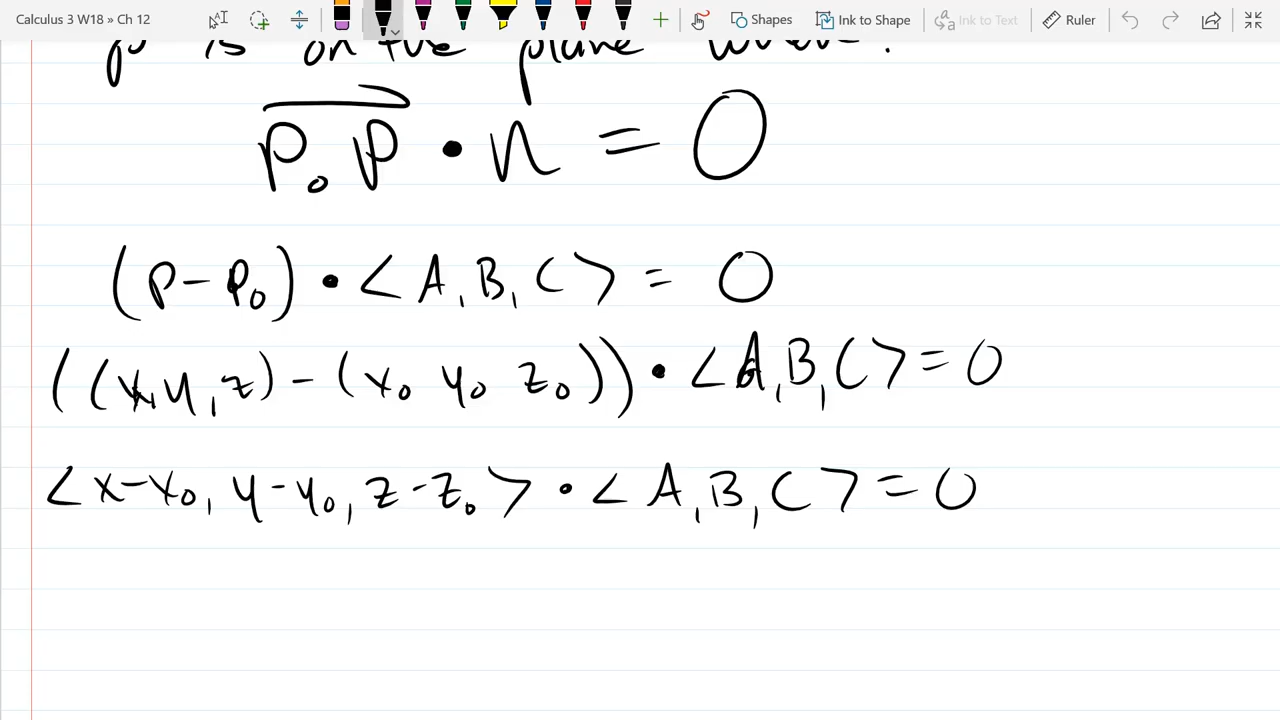 Calculus 3 W18 » Ch 12
Shapes
Ink to Shape
Ink to Text
Ruler
p is on the plane
P₀P • n = 0
(P - P₀) • < A, B, C > = 0
((x, y, z) - (x₀ y₀ z₀)) • < A, B, C > = 0
< x - x₀, y - y₀, z - z₀ > • < A, B, C > = 0